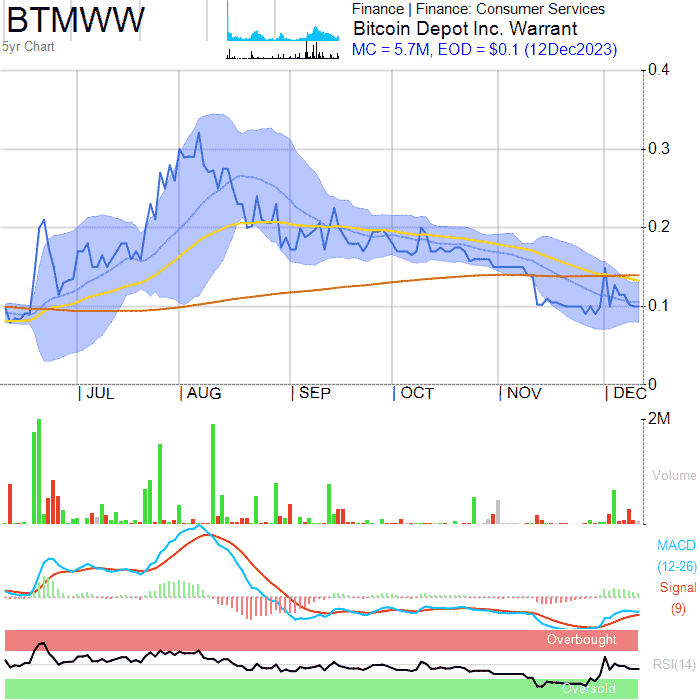 BTMWW
5yr Chart
Finance | Finance: Consumer Services
Bitcoin Depot Inc. Warrant
MC = 5.7M, EOD = $0.1 (12Dec2023)
0.4
0.3
0.2
0.1
0
JUL AUG SEP OCT NOV DEC
2M
Volume
MACD
(12-26)
Signal
(9)
Overbought
RSI(14)
Oversold